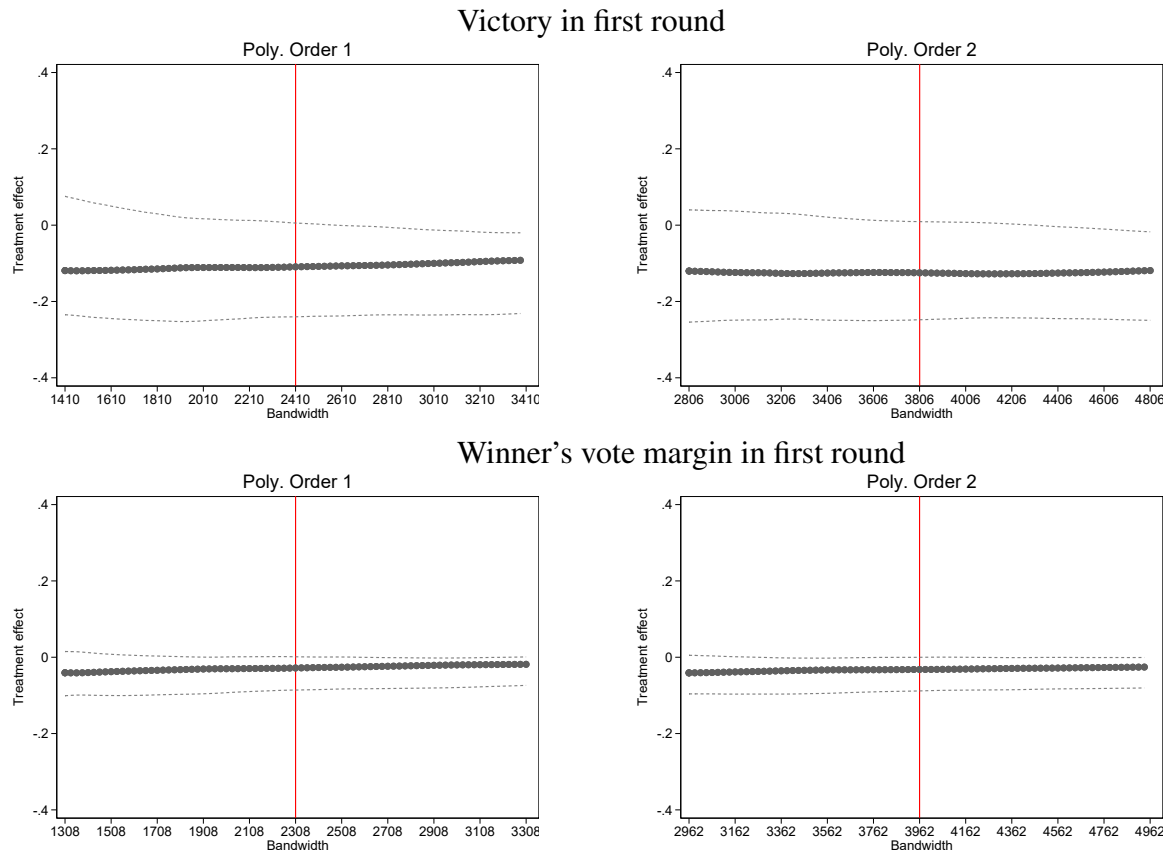 Victory in first round
Poly. Order 1
Poly. Order 2
.4
.2
0
-.2
-.4
Treatment effect
1410 1610 1810 2010 2210 2410 2610 2810 3010 3210 3410
Bandwidth
.4
.2
0
-.2
-.4
Treatment effect
2806 3006 3206 3406 3606 3806 4006 4206 4406 4606 4806
Bandwidth
Winner's vote margin in first round
Poly. Order 1
Poly. Order 2
.4
.2
0
-.2
-.4
Treatment effect
1308 1508 1708 1908 2108 2308 2508 2708 2908 3108 3308
Bandwidth
.4
.2
0
-.2
-.4
Treatment effect
2962 3162 3362 3562 3762 3962 4162 4362 4562 4762 4962
Bandwidth